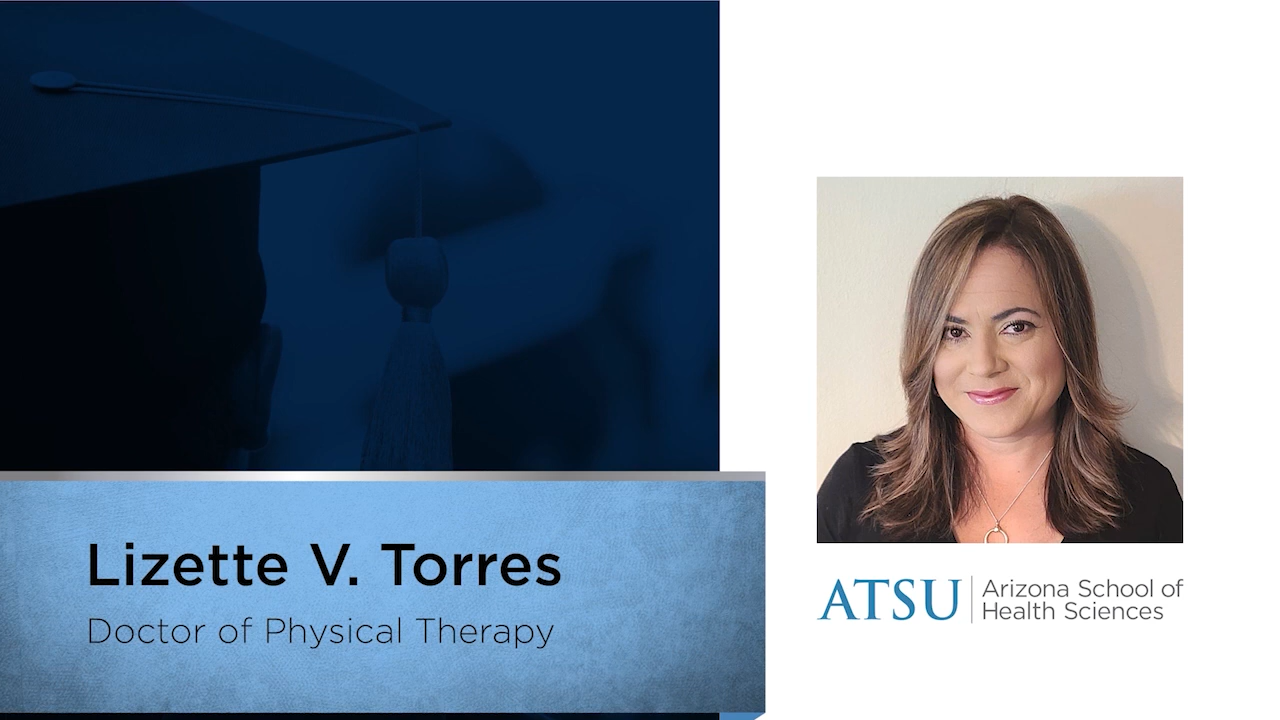 Lizette V. Torres
Doctor of Physical Therapy
ATSU
Arizona School of
Health Sciences